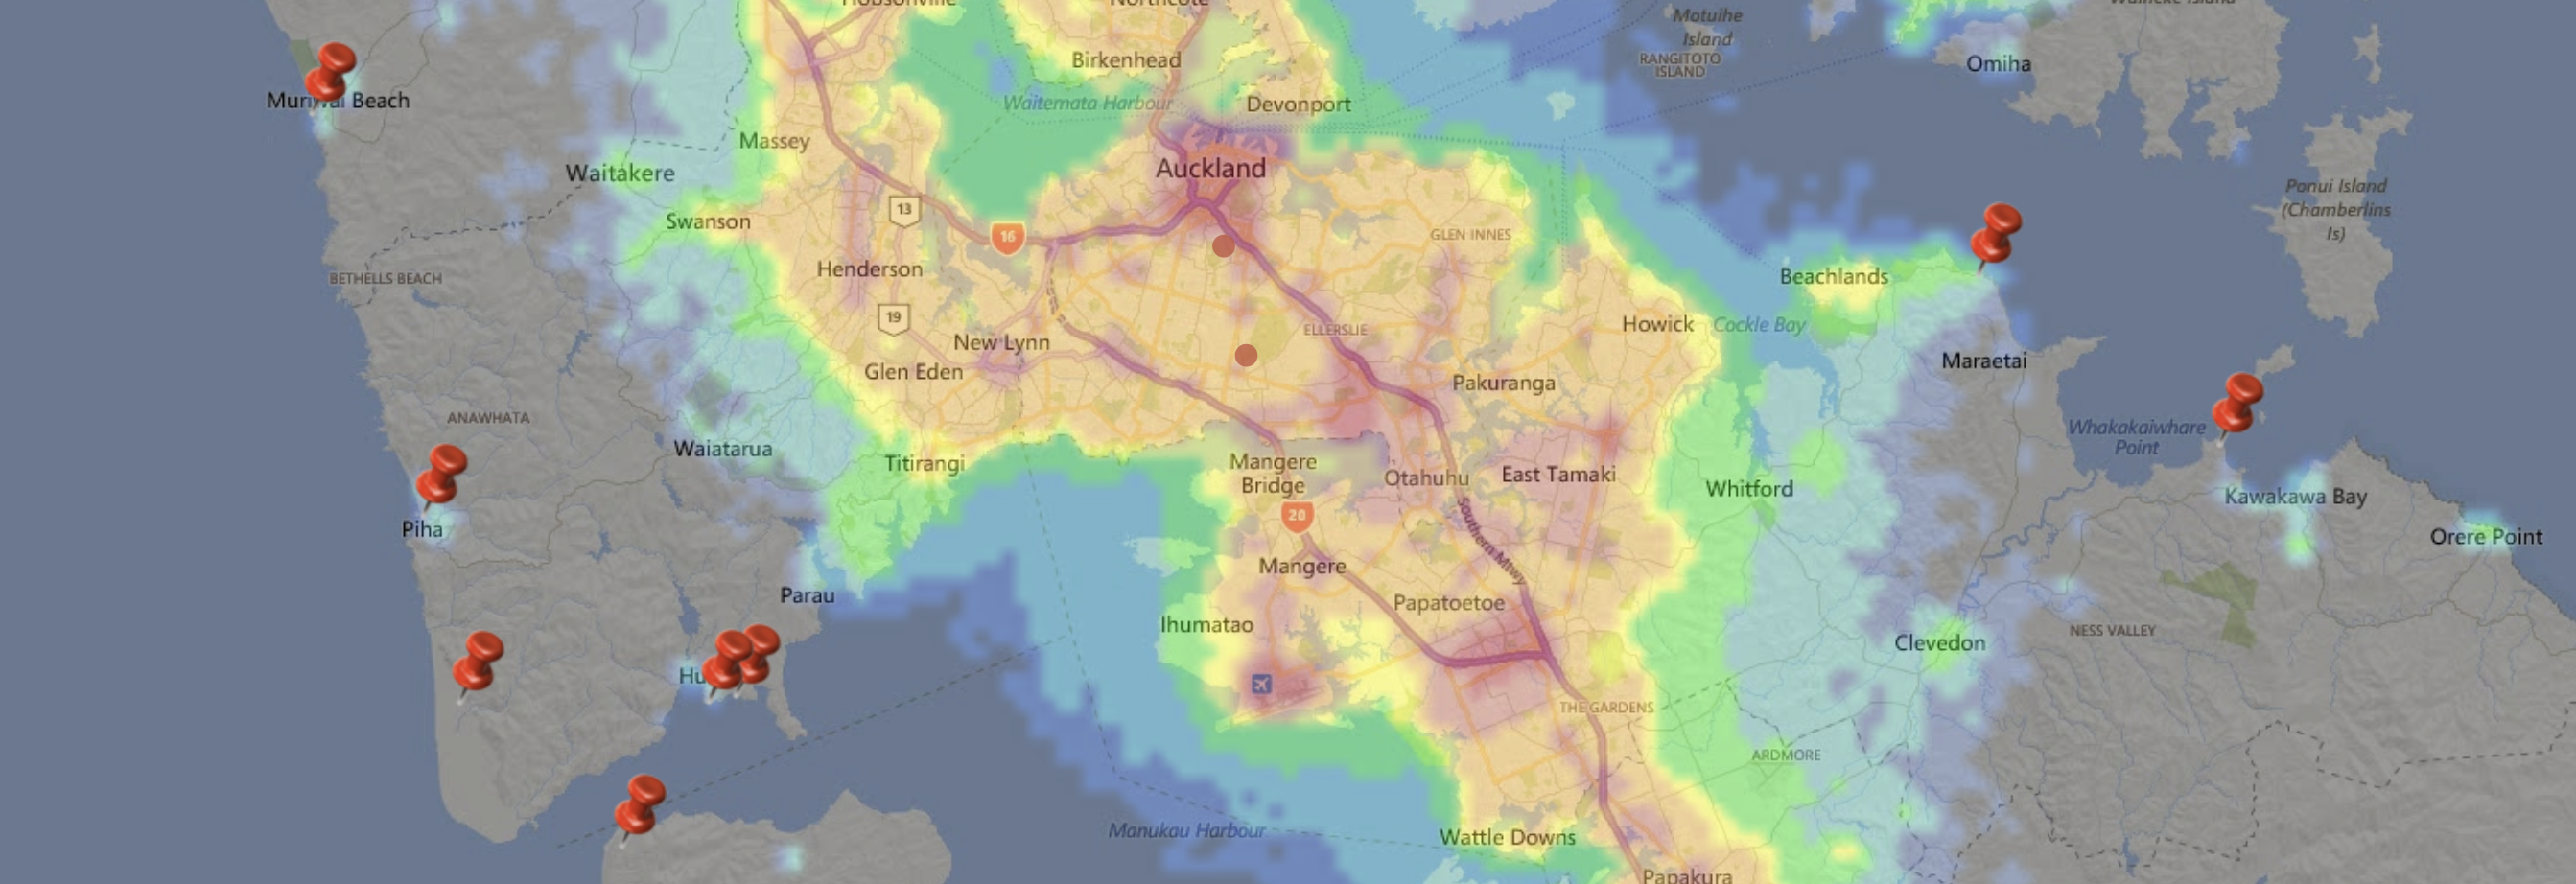 Hobsonville
Northcote
Waiheke Island
Motuihe
Island
RANGITOTO
ISLAND
Birkenhead
Omiha
Beach
Waitemata Harbour
Devonport
Massey
Auckland
Waitakere
Ponui Island
(Chamberlins
Is)
Swanson
13
16
GLEN INNES
Henderson
BETHELLS BEACH
Beachlands
19
Howick
Cockle Bay
ELLERSLIE
New Lynn
Maraetai
Glen Eden
Pakuranga
ANAWHATA
Whakakaiwhare
Point
Waiatarua
Titirangi
Mangere
Bridge
Otahuhu
East Tamaki
Whitford
Kawakawa Bay
Piha
20
Southern Mtwy
Orere Point
Mangere
Parau
Papatoetoe
Ihumatao
NESS VALLEY
Clevedon
Hu
THE GARDENS
ARDMORE
Manukau Harbour
Wattle Downs
Papakura